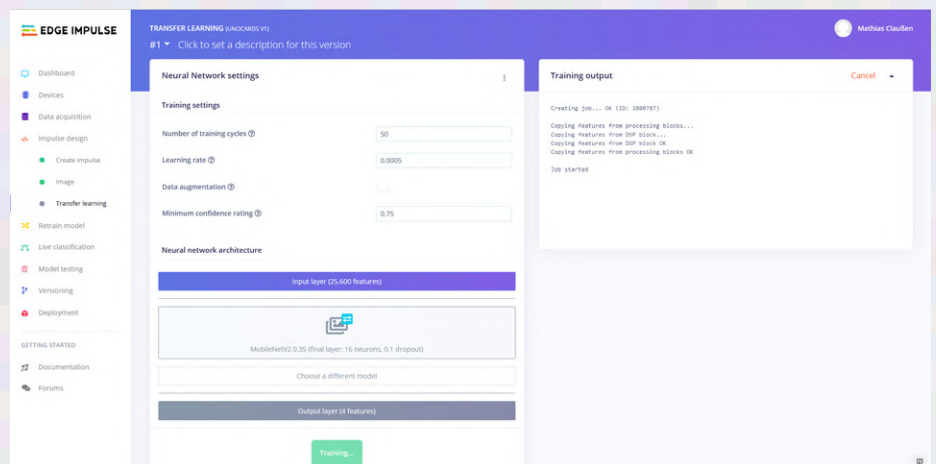 EDGE IMPULSE
Dashboard
Devices
Data acquisition
Impulse design
Create impulse
Image
Transfer learning
Retrain model
Live classification
Model testing
Versioning
Deployment
GETTING STARTED
Documentation
Forums
TRANSFER LEARNING (UNOCARDS V1)
#1 Click to set a description for this version
Mathias Claußen
Neural Network settings
Training settings
Number of training cycles 50
Learning rate 0.0005
Data augmentation
Minimum confidence rating 0.75
Neural network architecture
Input layer (25,600 features)
MobileNetV2 0.35 (final layer: 16 neurons, 0.1 dropout)
Choose a different model
Output layer (4 features)
Training...
Training output
Cancel
Creating job... OK (ID: 1080787)
Copying features from processing blocks...
Copying features from DSP block...
Copying features from DSP block OK
Copying features from processing blocks OK
Job started